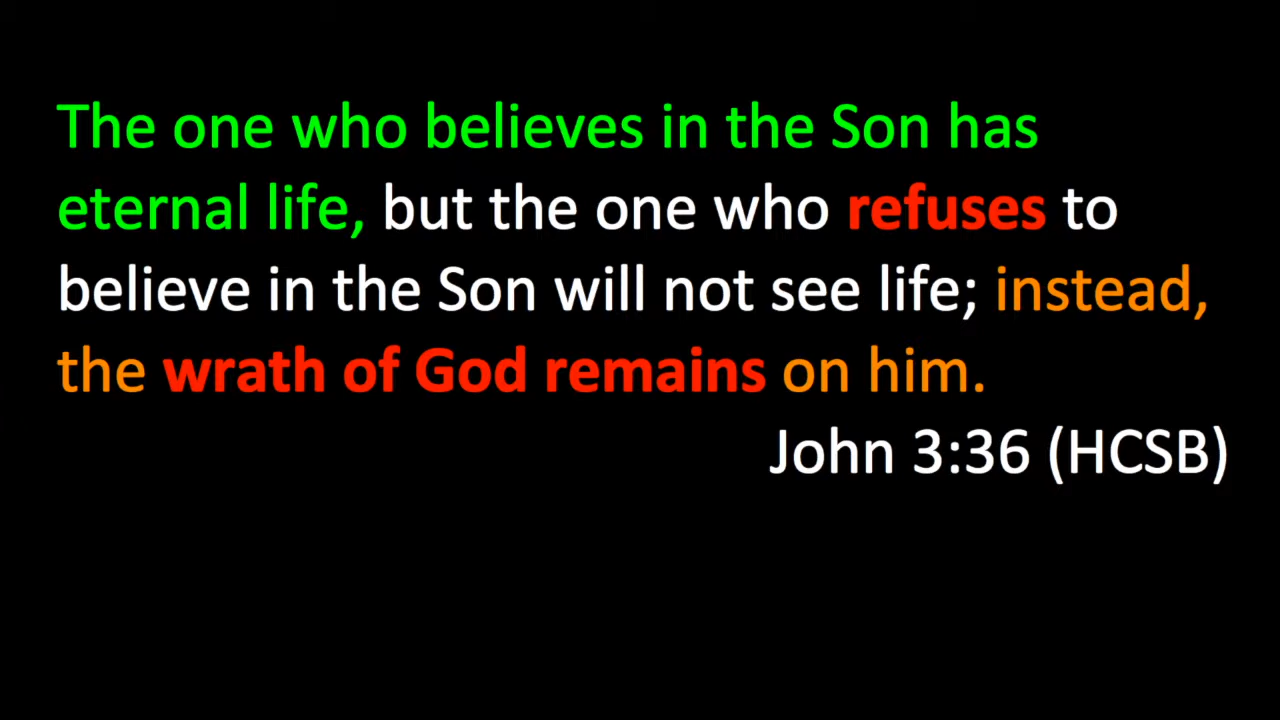 The one who believes in the Son has
eternal life, but the one who refuses to
believe in the Son will not see life; instead,
the wrath of God remains on him.
John 3:36 (HCSB)